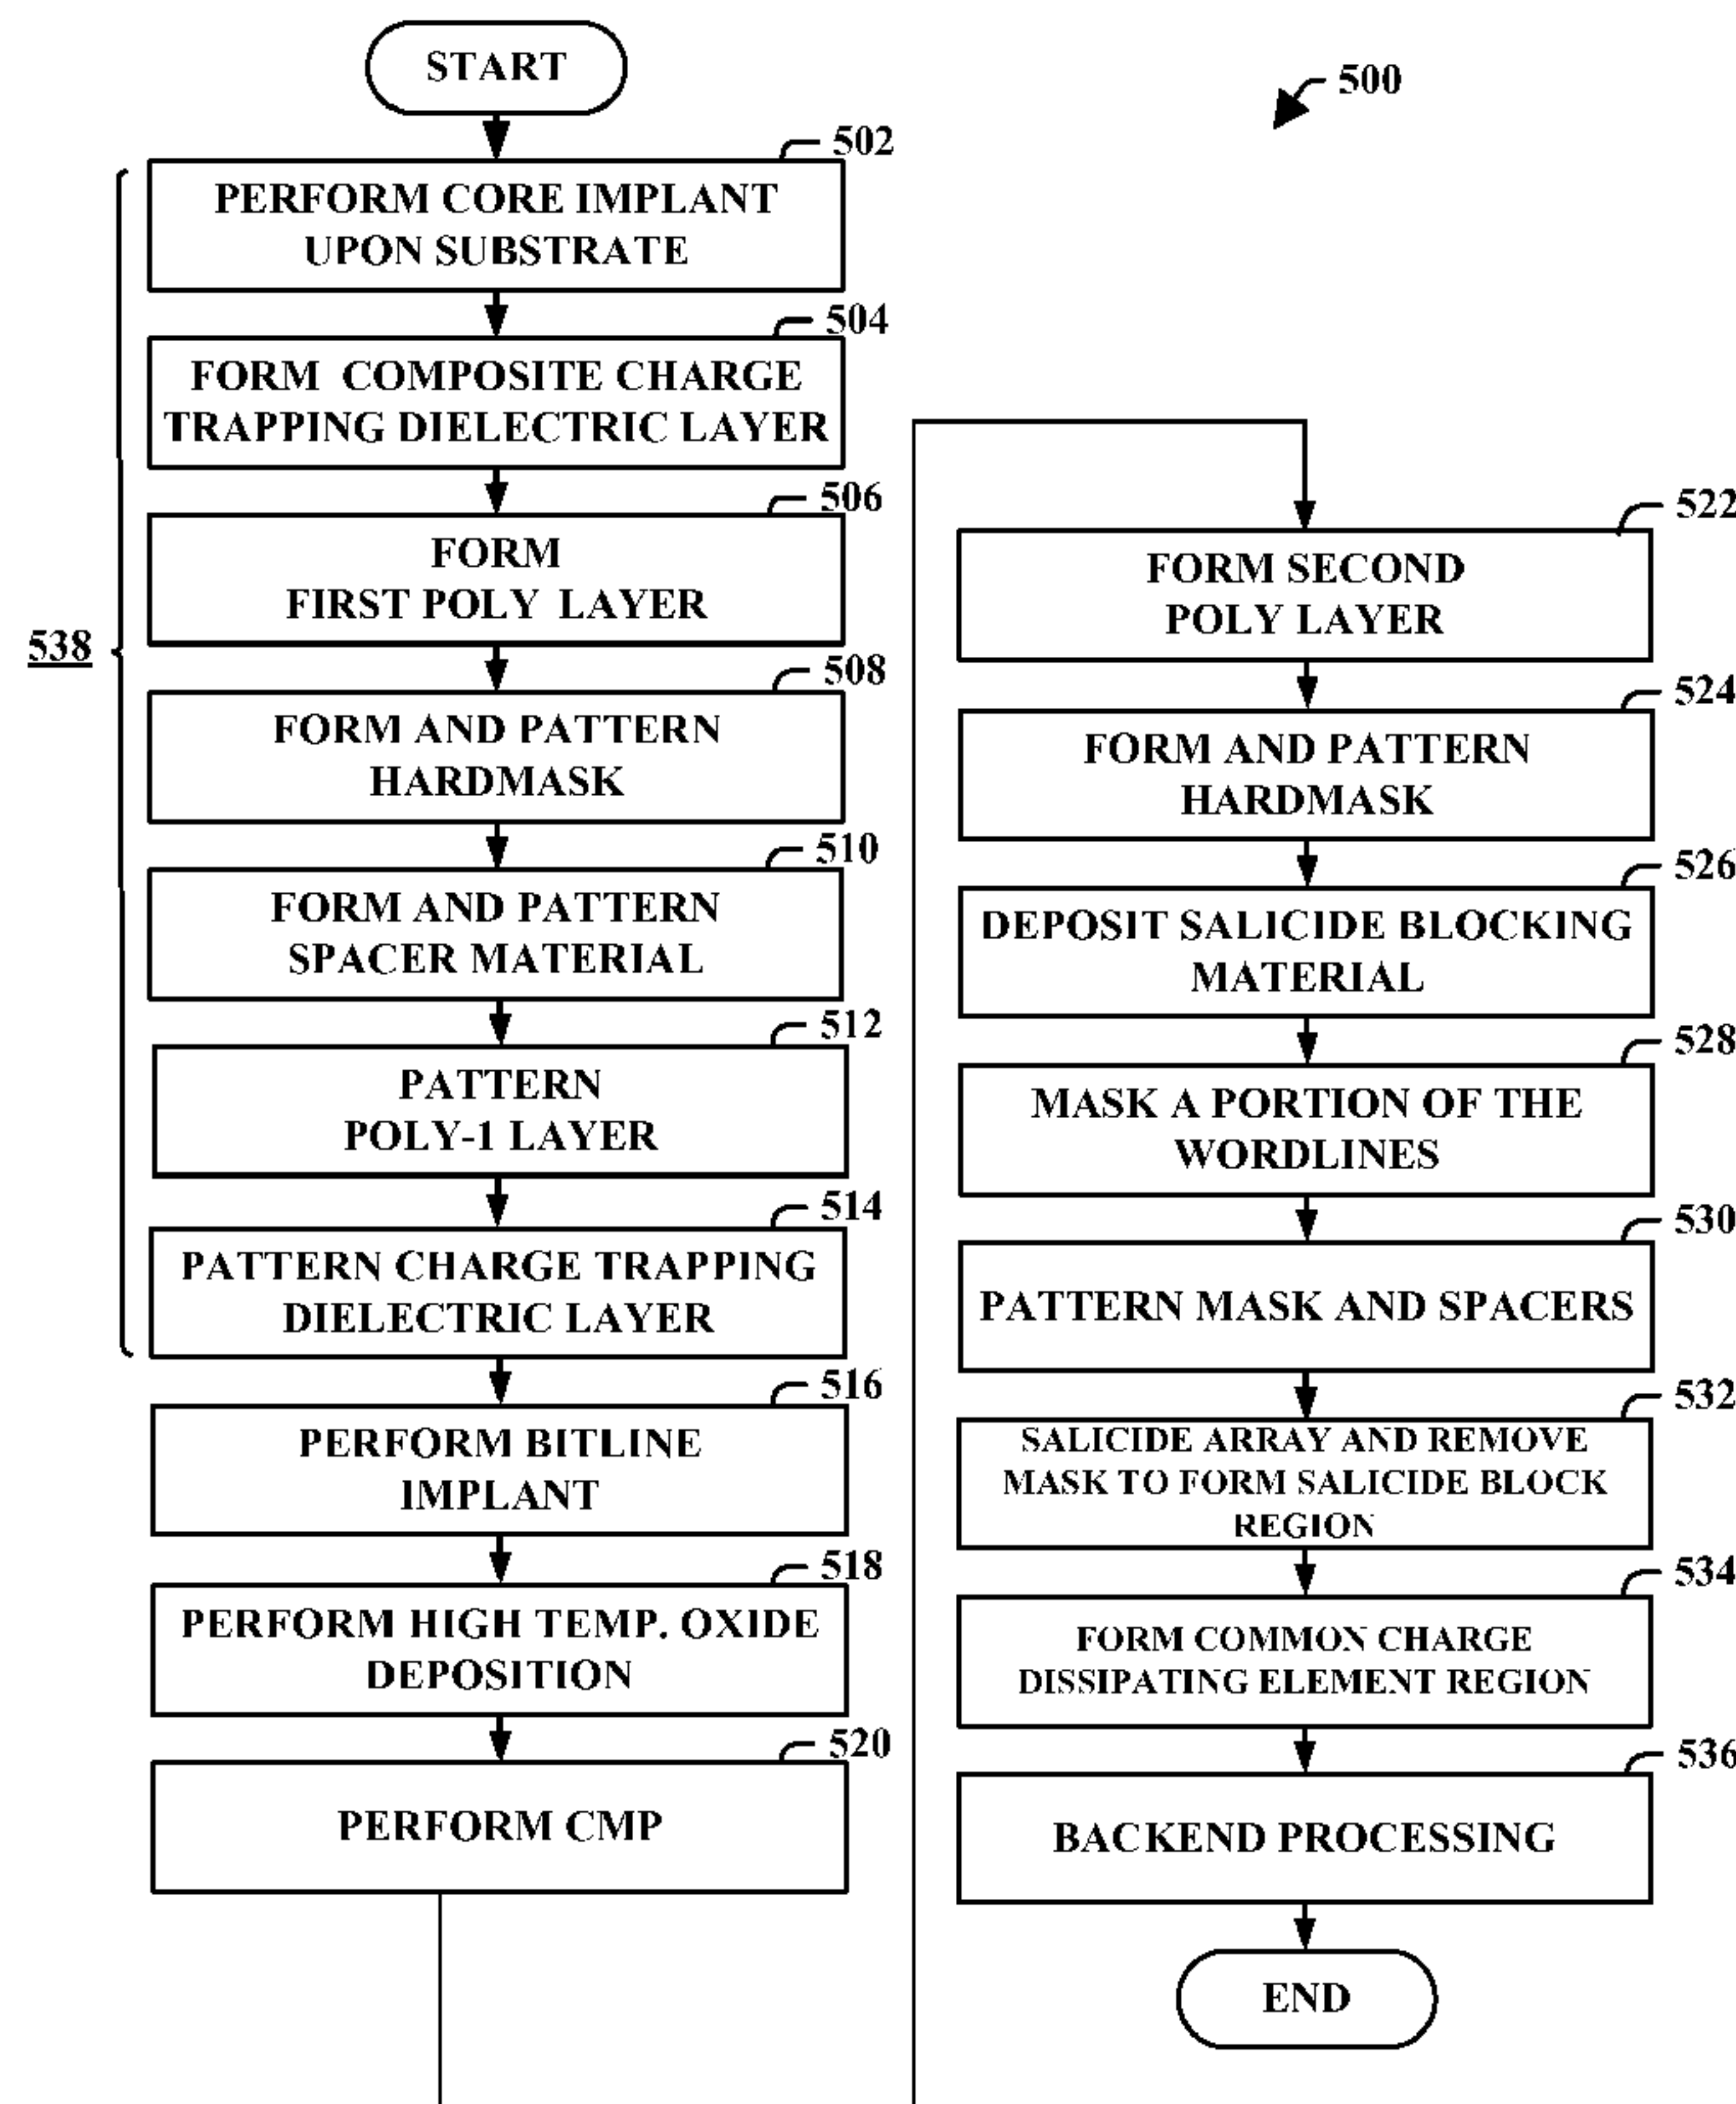 START
500
502
PERFORM CORE IMPLANT
UPON SUBSTRATE
504
FORM COMPOSITE CHARGE
TRAPPING DIELECTRIC LAYER
506
FORM
FIRST POLY LAYER
538
508
FORM AND PATTERN
HARDMASK
510
FORM AND PATTERN
SPACER MATERIAL
512
PATTERN
POLY-1 LAYER
514
PATTERN CHARGE TRAPPING
DIELECTRIC LAYER
516
PERFORM BITLINE
IMPLANT
518
PERFORM HIGH TEMP. OXIDE
DEPOSITION
520
PERFORM CMP
522
FORM SECOND
POLY LAYER
524
FORM AND PATTERN
HARDMASK
526
DEPOSIT SALICIDE BLOCKING
MATERIAL
528
MASK A PORTION OF THE
WORDLINES
530
PATTERN MASK AND SPACERS
532
SALICIDE ARRAY AND REMOVE
MASK TO FORM SALICIDE BLOCK
REGION
534
FORM COMMON CHARGE
DISSIPATING ELEMENT REGION
536
BACKEND PROCESSING
END